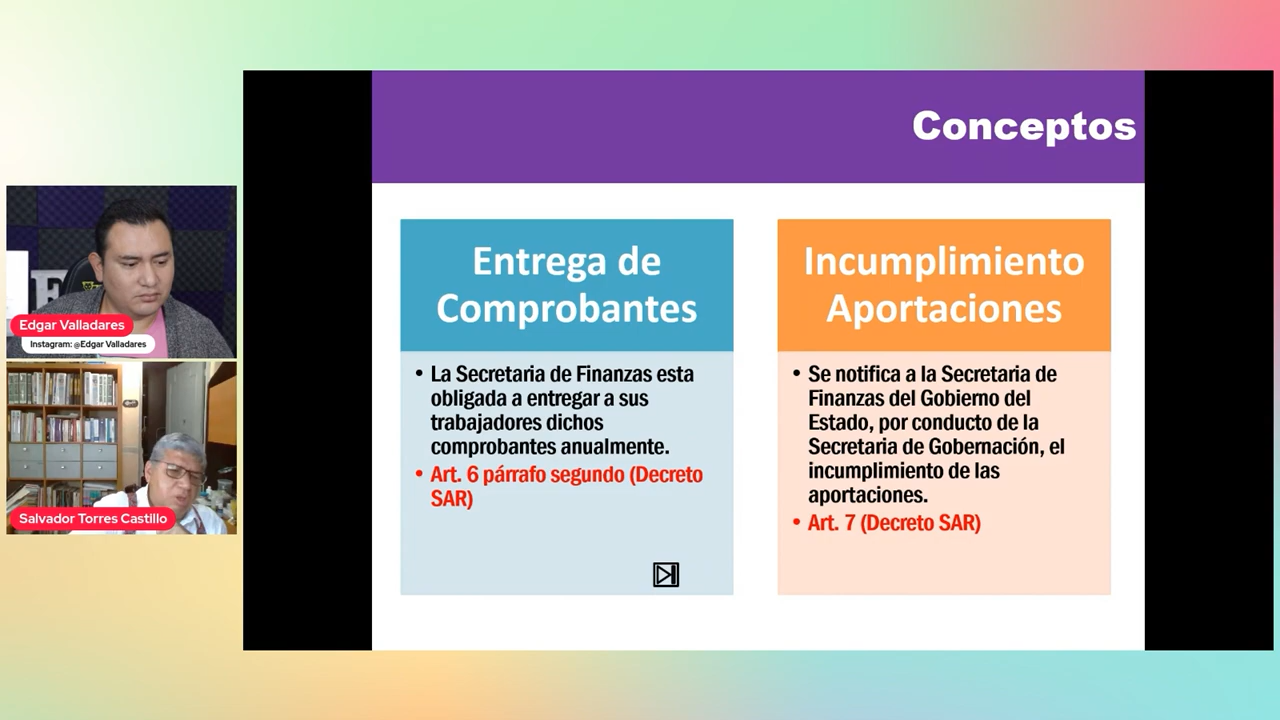 Conceptos
Entrega de
Comprobantes
• La Secretaria de Finanzas esta
obligada a entregar a sus
trabajadores dichos
comprobantes anualmente.
• Art. 6 párrafo segundo (Decreto
SAR)
Incumplimiento
Aportaciones
• Se notifica a la Secretaria de
Finanzas del Gobierno del
Estado, por conducto de la
Secretaria de Gobernación, el
incumplimiento de las
aportaciones.
• Art. 7 (Decreto SAR)
E
Edgar Valladares
Instagram: @Edgar Valladares
Salvador Torres Castillo